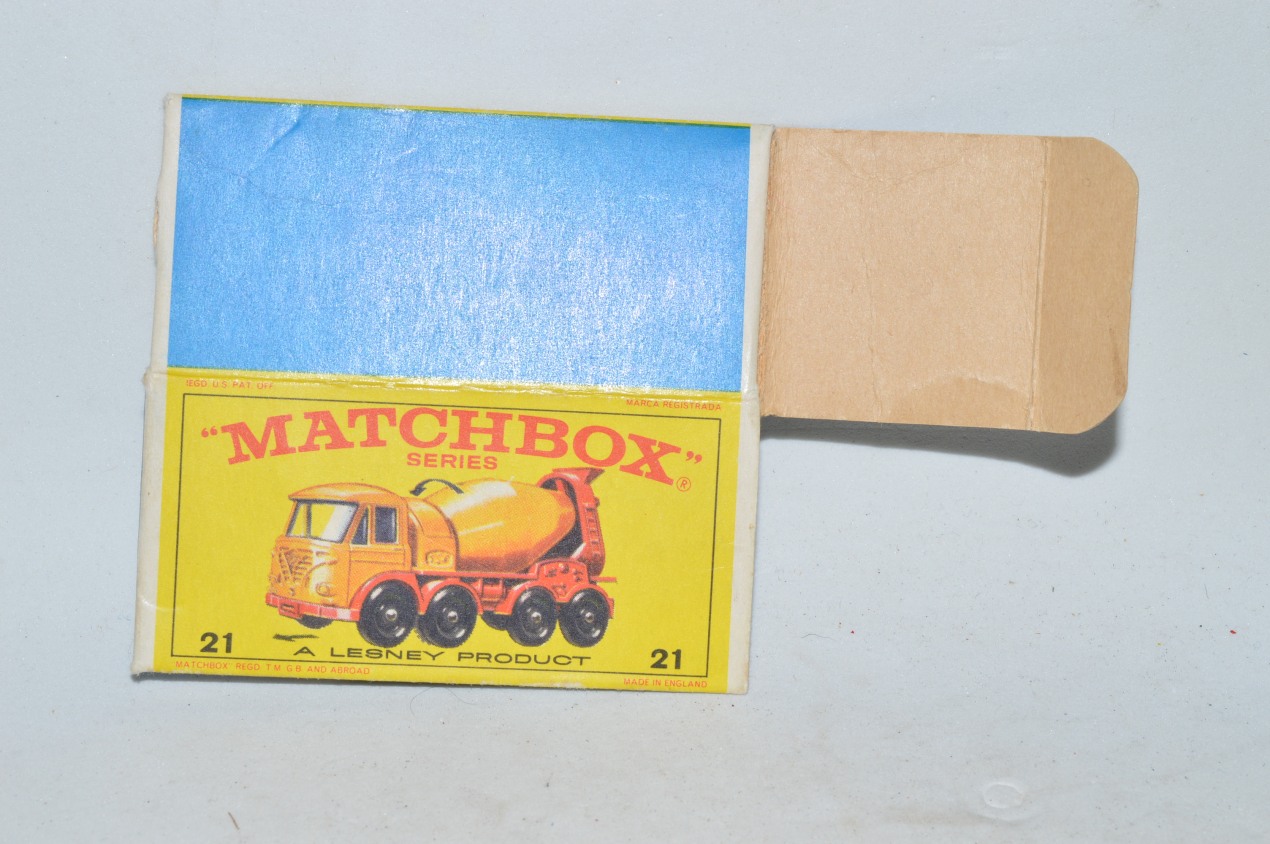 REGD. U.S. PAT. OFF.
MARCA REGISTRADA
"MATCHBOX"
SERIES
®
21
A LESNEY PRODUCT
21
"MATCHBOX" REGD. T.M. G.B. AND ABROAD
MADE IN ENGLAND